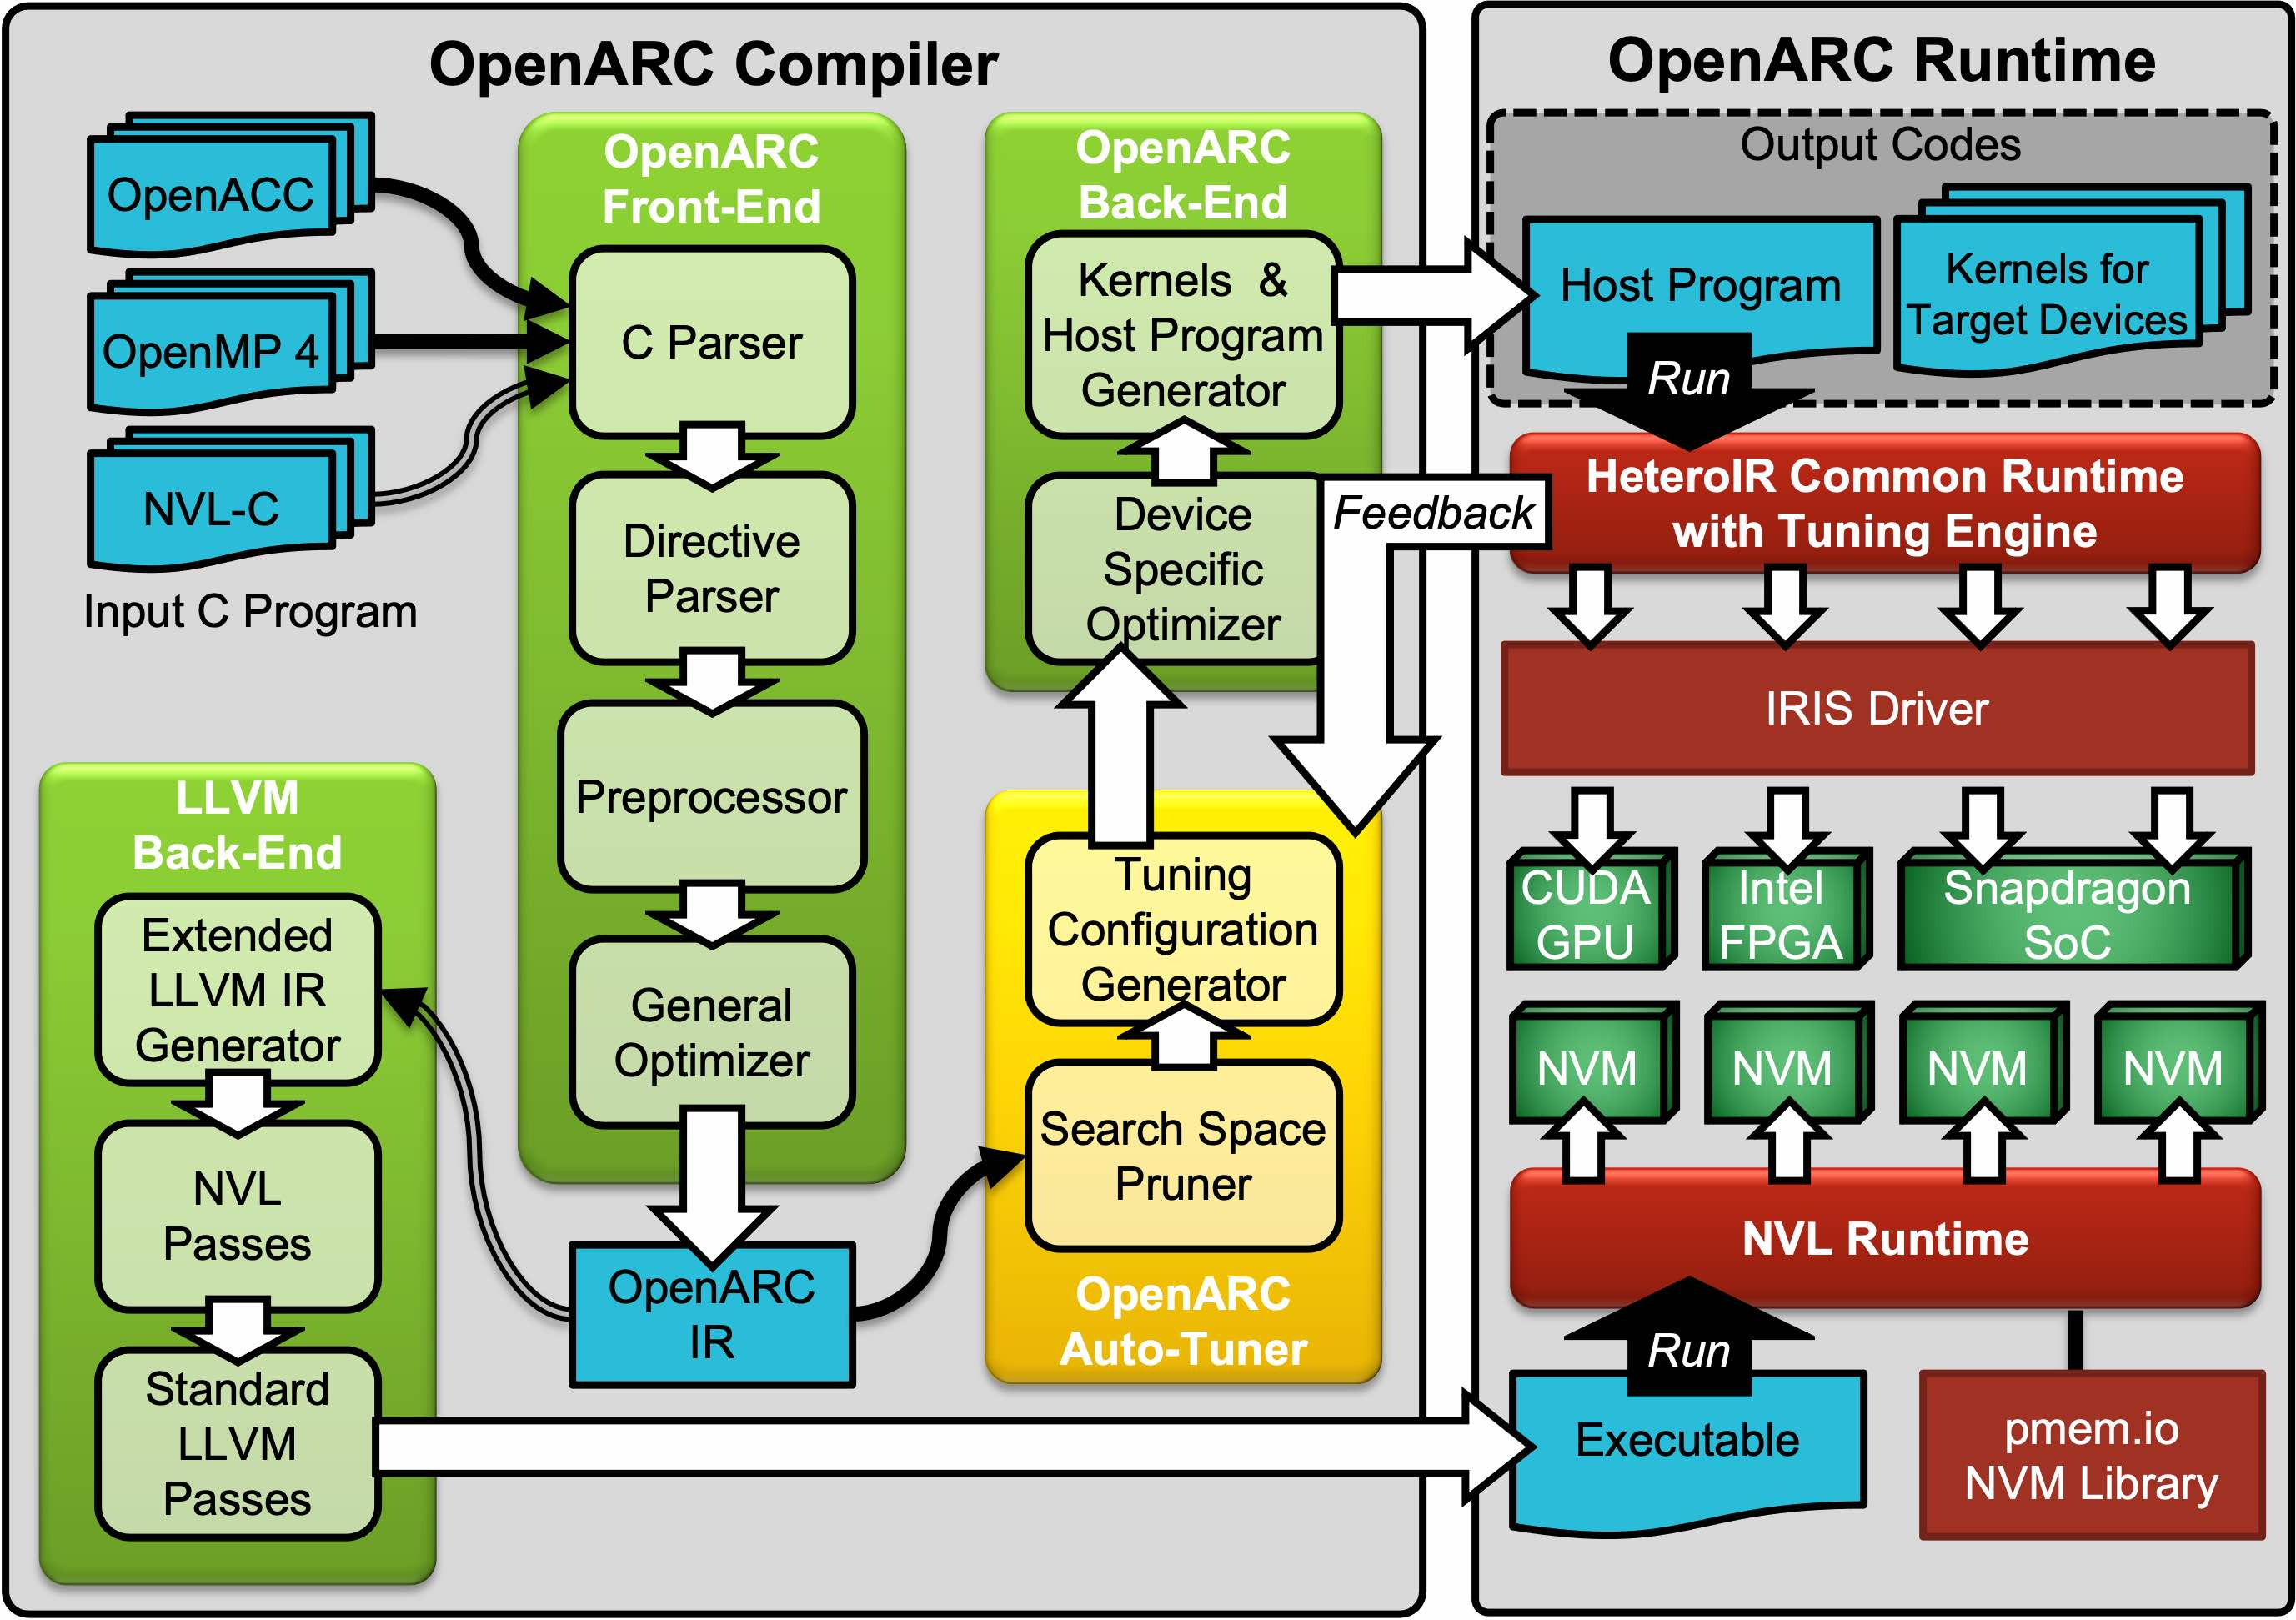 OpenARC Compiler
OpenACC
OpenMP 4
NVL-C
Input C Program
OpenARC
Front-End
C Parser
Directive
Parser
Preprocessor
General
Optimizer
OpenARC
IR
LLVM
Back-End
Extended
LLVM IR
Generator
NVL
Passes
Standard
LLVM
Passes
OpenARC
Back-End
Kernels &
Host Program
Generator
Device
Specific
Optimizer
Feedback
Tuning
Configuration
Generator
Search Space
Pruner
OpenARC
Auto-Tuner
OpenARC Runtime
Output Codes
Host Program
Kernels for
Target Devices
Run
HeteroIR Common Runtime
with Tuning Engine
IRIS Driver
CUDA
GPU
Intel
FPGA
Snapdragon
SoC
NVM
NVM
NVM
NVM
NVL Runtime
Run
Executable
pmem.io
NVM Library